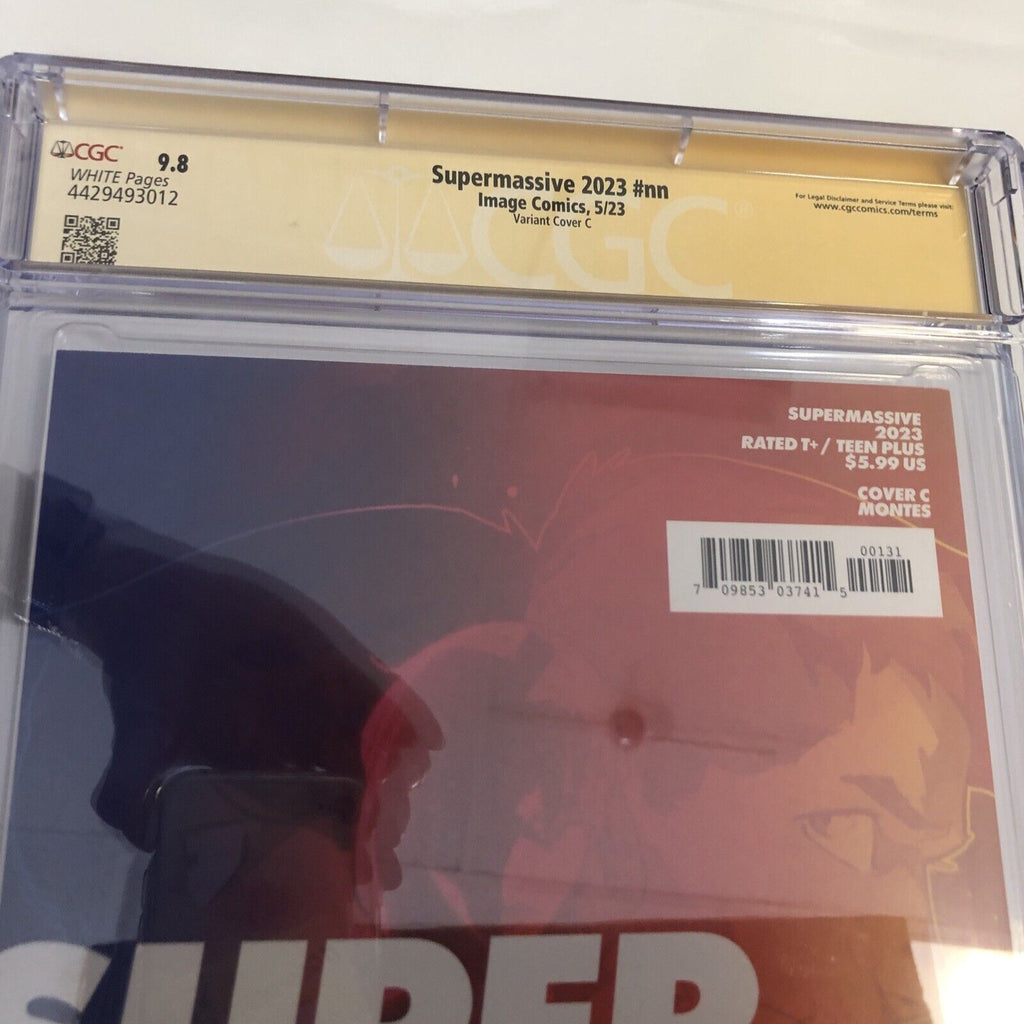 CGC
9.8
WHITE Pages
4429493012
Supermassive 2023 #nn
Image Comics, 5/23
Variant Cover C
For Legal Disclaimer and Service Terms please visit:
www.cgccomics.com/terms
CGC
SUPERMASSIVE
2023
RATED T+ / TEEN PLUS
$5.99 US
COVER C
MONTES
00131
7 09853 03741 5
SUPER